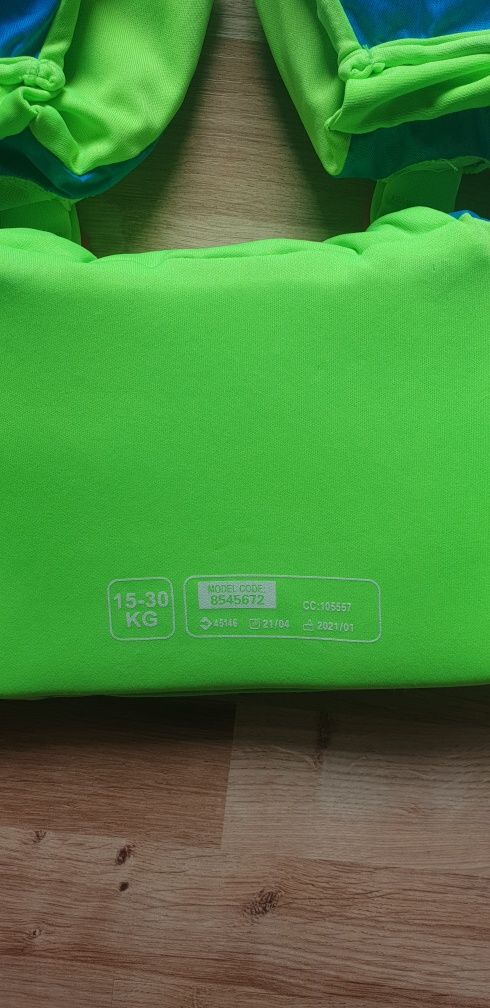 15-30
KG
MODEL CODE:
8545672
CC:105557
45146 21/04 2021/01